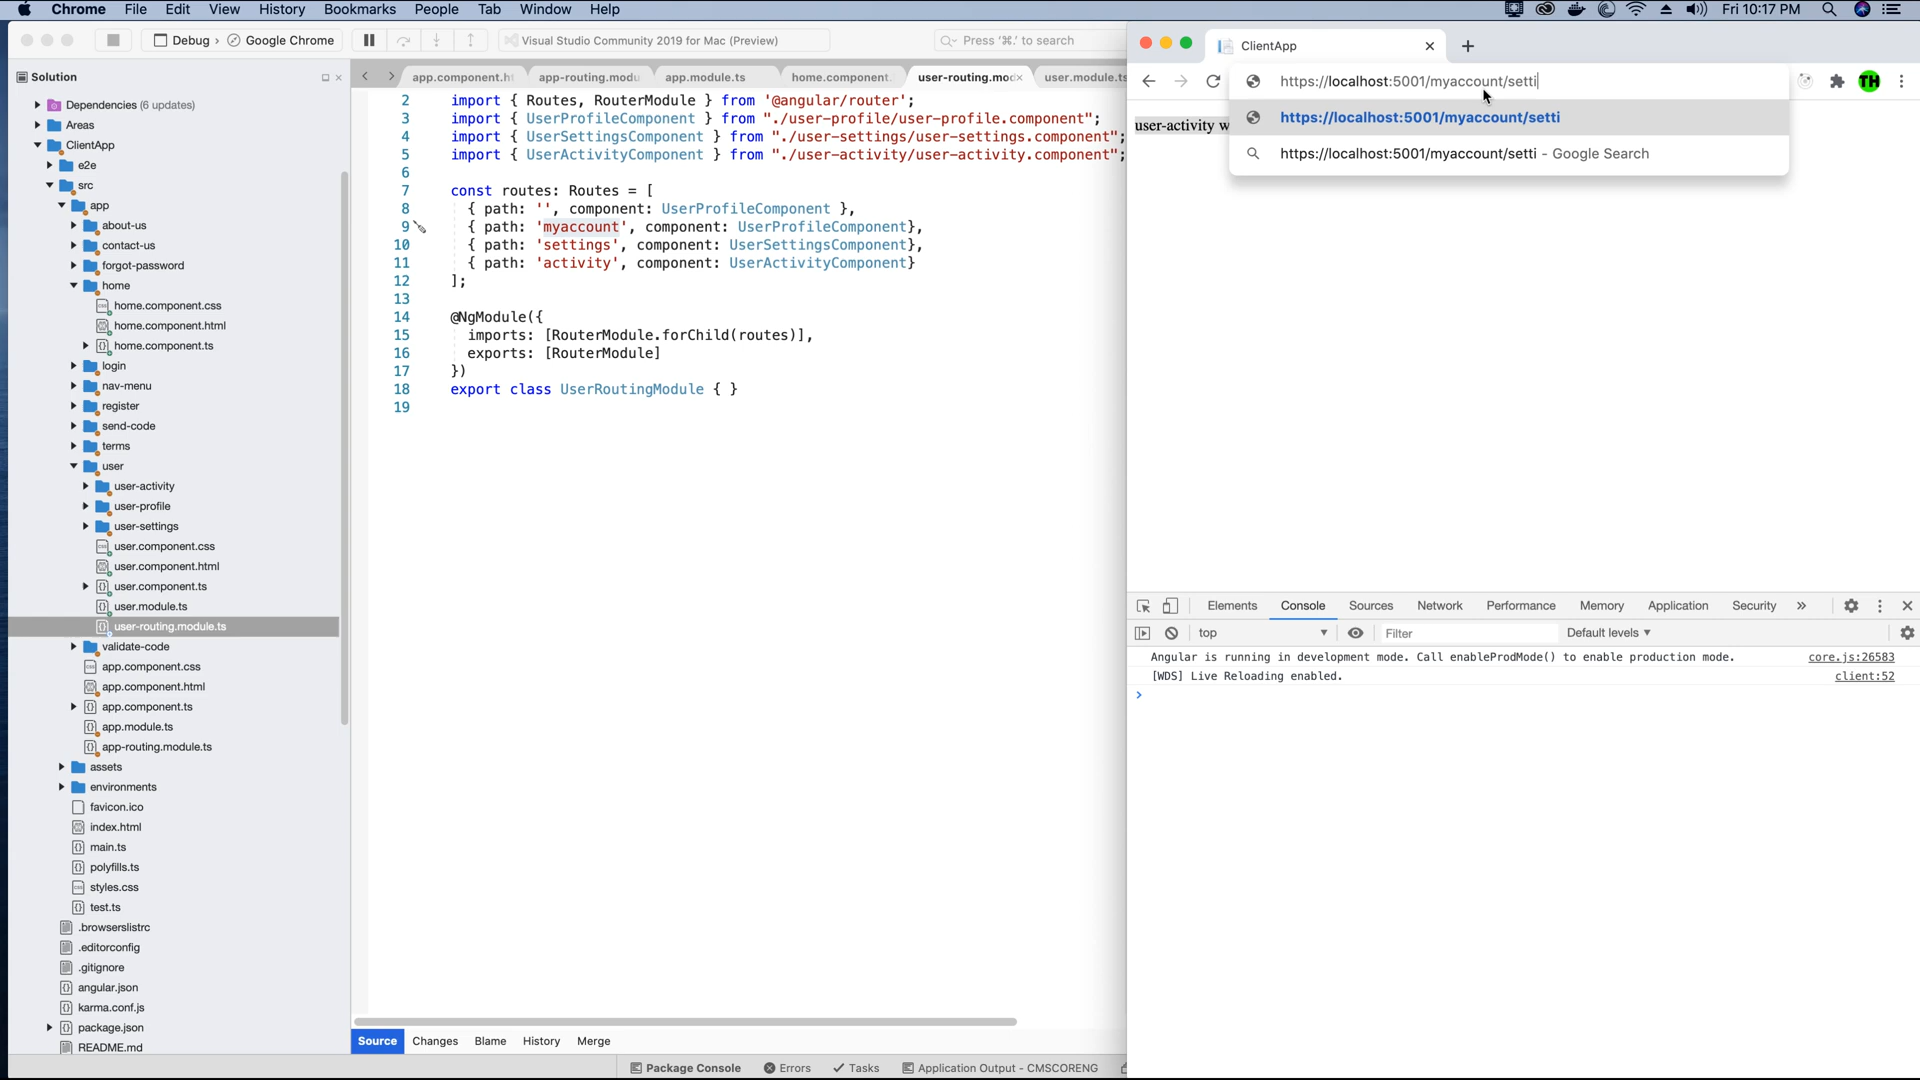 Chrome File Edit View History Bookmarks People Tab Window Help
Fri 10:17 PM
Debug › Google Chrome
Visual Studio Community 2019 for Mac (Preview)
Press '⌘.' to search
Solution
Dependencies (6 updates)
Areas
ClientApp
e2e
src
app
about-us
contact-us
forgot-password
home
home.component.css
home.component.html
home.component.ts
login
nav-menu
register
send-code
terms
user
user-activity
user-profile
user-settings
user.component.css
user.component.html
user.component.ts
user.module.ts
user-routing.module.ts
validate-code
app.component.css
app.component.html
app.component.ts
app.module.ts
app-routing.module.ts
assets
environments
favicon.ico
index.html
main.ts
polyfills.ts
styles.css
test.ts
.browserslistrc
.editorconfig
.gitignore
angular.json
karma.conf.js
package.json
README.md
app.component.ht app-routing.modu app.module.ts home.component. user-routing.mod× user.module.ts
2 import { Routes, RouterModule } from '@angular/router';
3 import { UserProfileComponent } from "./user-profile/user-profile.component";
4 import { UserSettingsComponent } from "./user-settings/user-settings.component";
5 import { UserActivityComponent } from "./user-activity/user-activity.component";
6
7 const routes: Routes = [
8 { path: '', component: UserProfileComponent },
9 { path: 'myaccount', component: UserProfileComponent},
10 { path: 'settings', component: UserSettingsComponent},
11 { path: 'activity', component: UserActivityComponent}
12 ];
13
14 @NgModule({
15 imports: [RouterModule.forChild(routes)],
16 exports: [RouterModule]
17 })
18 export class UserRoutingModule { }
19
Source Changes Blame History Merge
Package Console Errors Tasks Application Output - CMSCORENG
ClientApp
https://localhost:5001/myaccount/setti
TH
https://localhost:5001/myaccount/setti
https://localhost:5001/myaccount/setti - Google Search
user-activity w
Elements Console Sources Network Performance Memory Application Security »
top Filter Default levels ▼
Angular is running in development mode. Call enableProdMode() to enable production mode. core.js:26583
[WDS] Live Reloading enabled. client:52